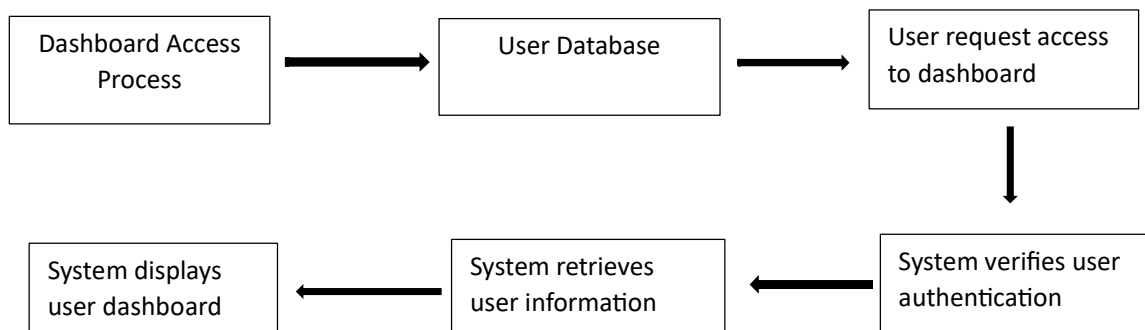 Dashboard Access
Process
User Database
User request access
to dashboard
System verifies user
authentication
System retrieves
user information
System displays
user dashboard